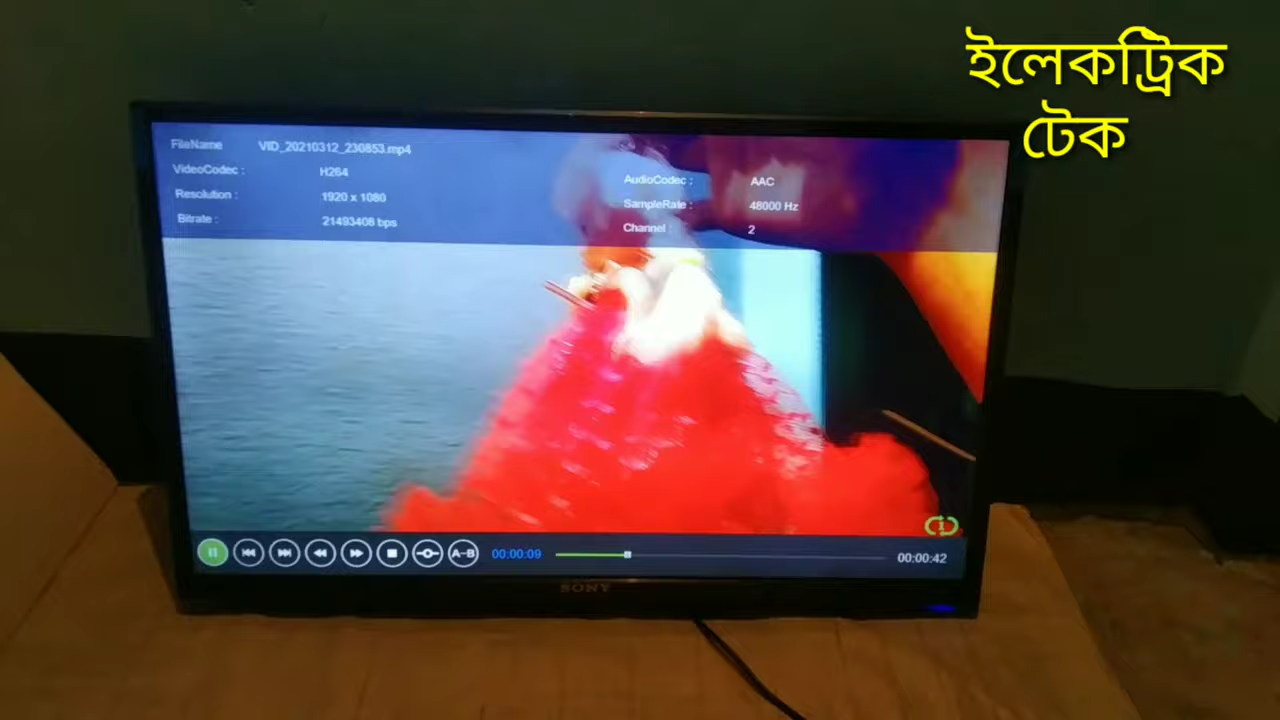 ইলেকট্রিক
টেক
FileName VID_20210312_230853.mp4
VideoCodec : H264
AudioCodec : AAC
Resolution : 1920 x 1080
SampleRate : 48000 Hz
Bitrate : 21493408 bps
Channel : 2
1
A-B 00:00:09 00:00:42
SONY